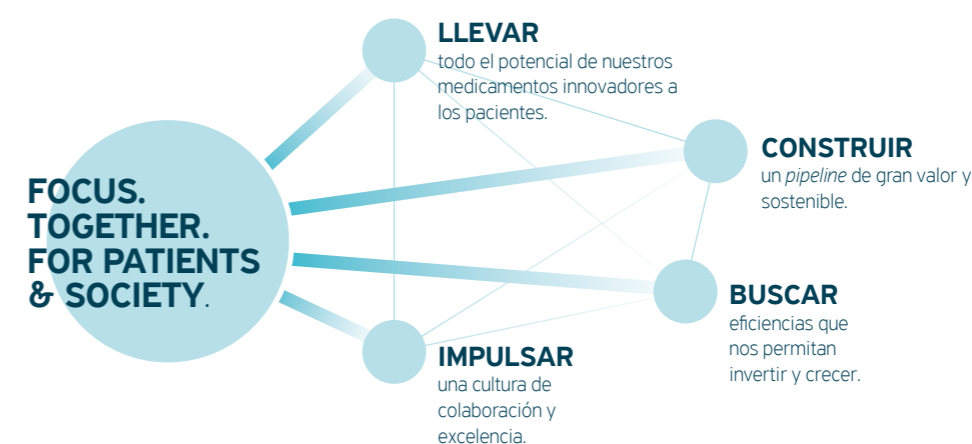 FOCUS.
TOGETHER.
FOR PATIENTS
& SOCIETY.
LLEVAR
todo el potencial de nuestros
medicamentos innovadores a
los pacientes.
CONSTRUIR
un pipeline de gran valor y
sostenible.
BUSCAR
eficiencias que
nos permitan
invertir y crecer.
IMPULSAR
una cultura de
colaboración y
excelencia.